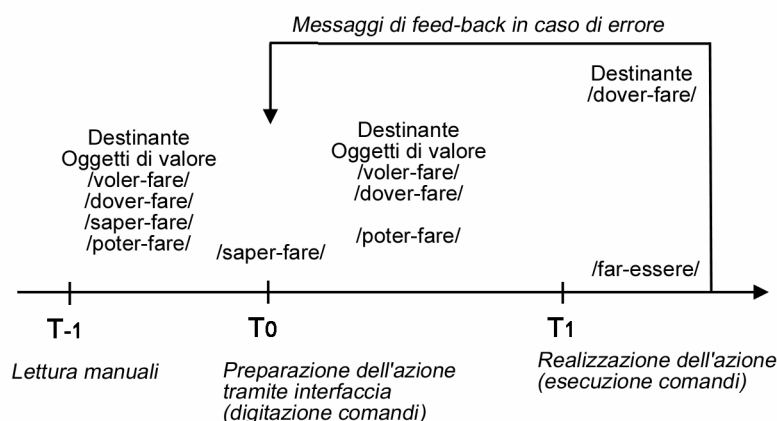 Messaggi di feed-back in caso di errore
Destinante
/dover-fare/
Destinante
Oggetti di valore
/voler-fare/
/dover-fare/
/saper-fare/
/poter-fare/
/saper-fare/
Destinante
Oggetti di valore
/voler-fare/
/dover-fare/
/poter-fare/
/far-essere/
T-1
T0
T1
Lettura manuali
Preparazione dell'azione
tramite interfaccia
(digitazione comandi)
Realizzazione dell'azione
(esecuzione comandi)